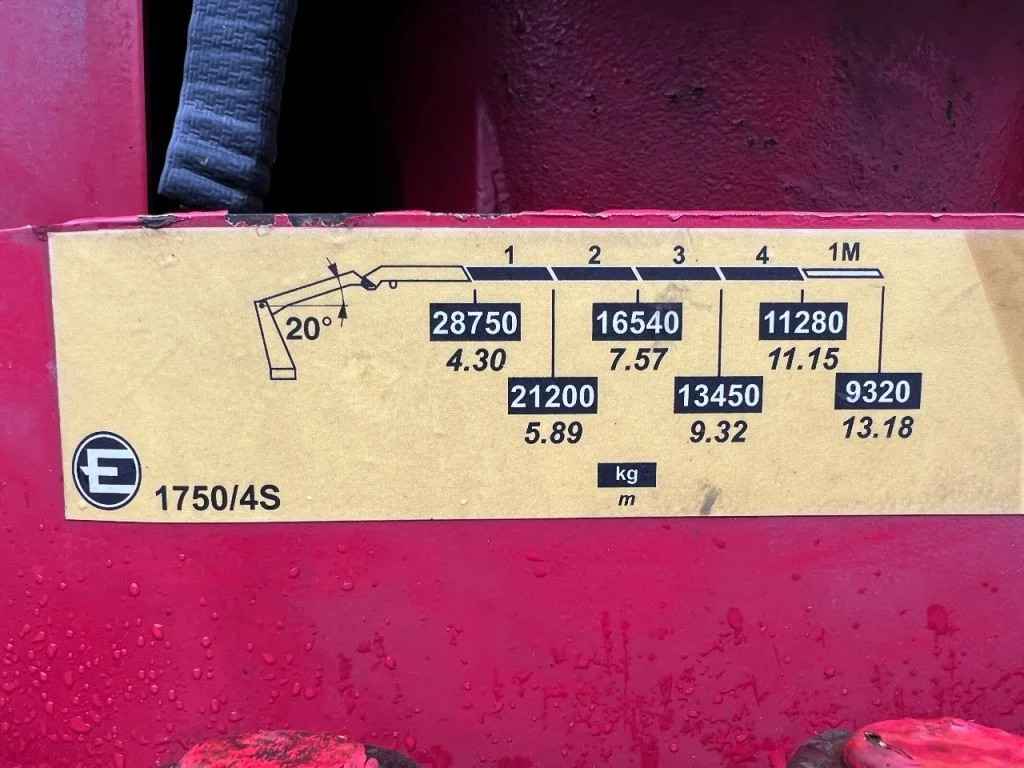 1 2 3 4 1M
20°
28750 16540 11280
4.30 7.57 11.15
21200 13450 9320
5.89 9.32 13.18
kg
m
E 1750/4S